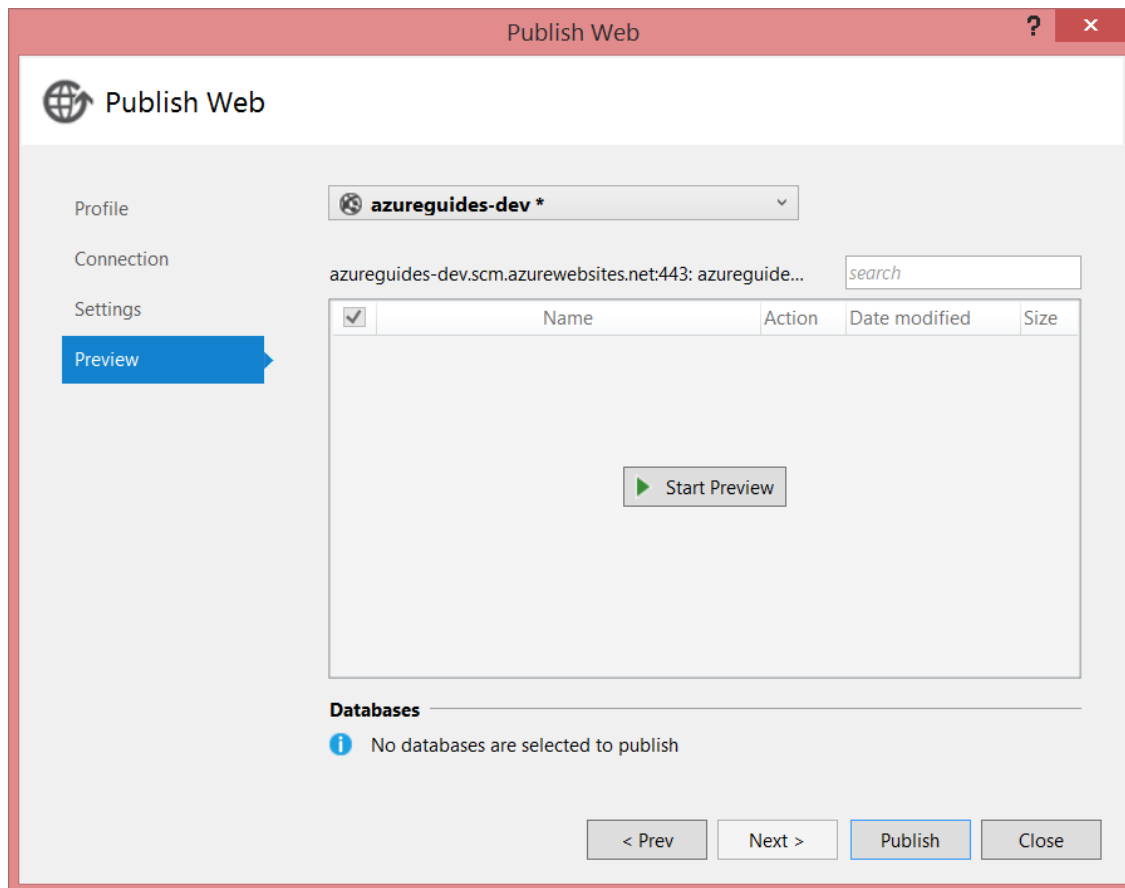 Publish Web
?
Publish Web
Profile
Connection
Settings
Preview
azureguides-dev *
azureguides-dev.scm.azurewebsites.net:443: azureguide...
search
Name Action Date modified Size
Start Preview
Databases
No databases are selected to publish
< Prev Next > Publish Close